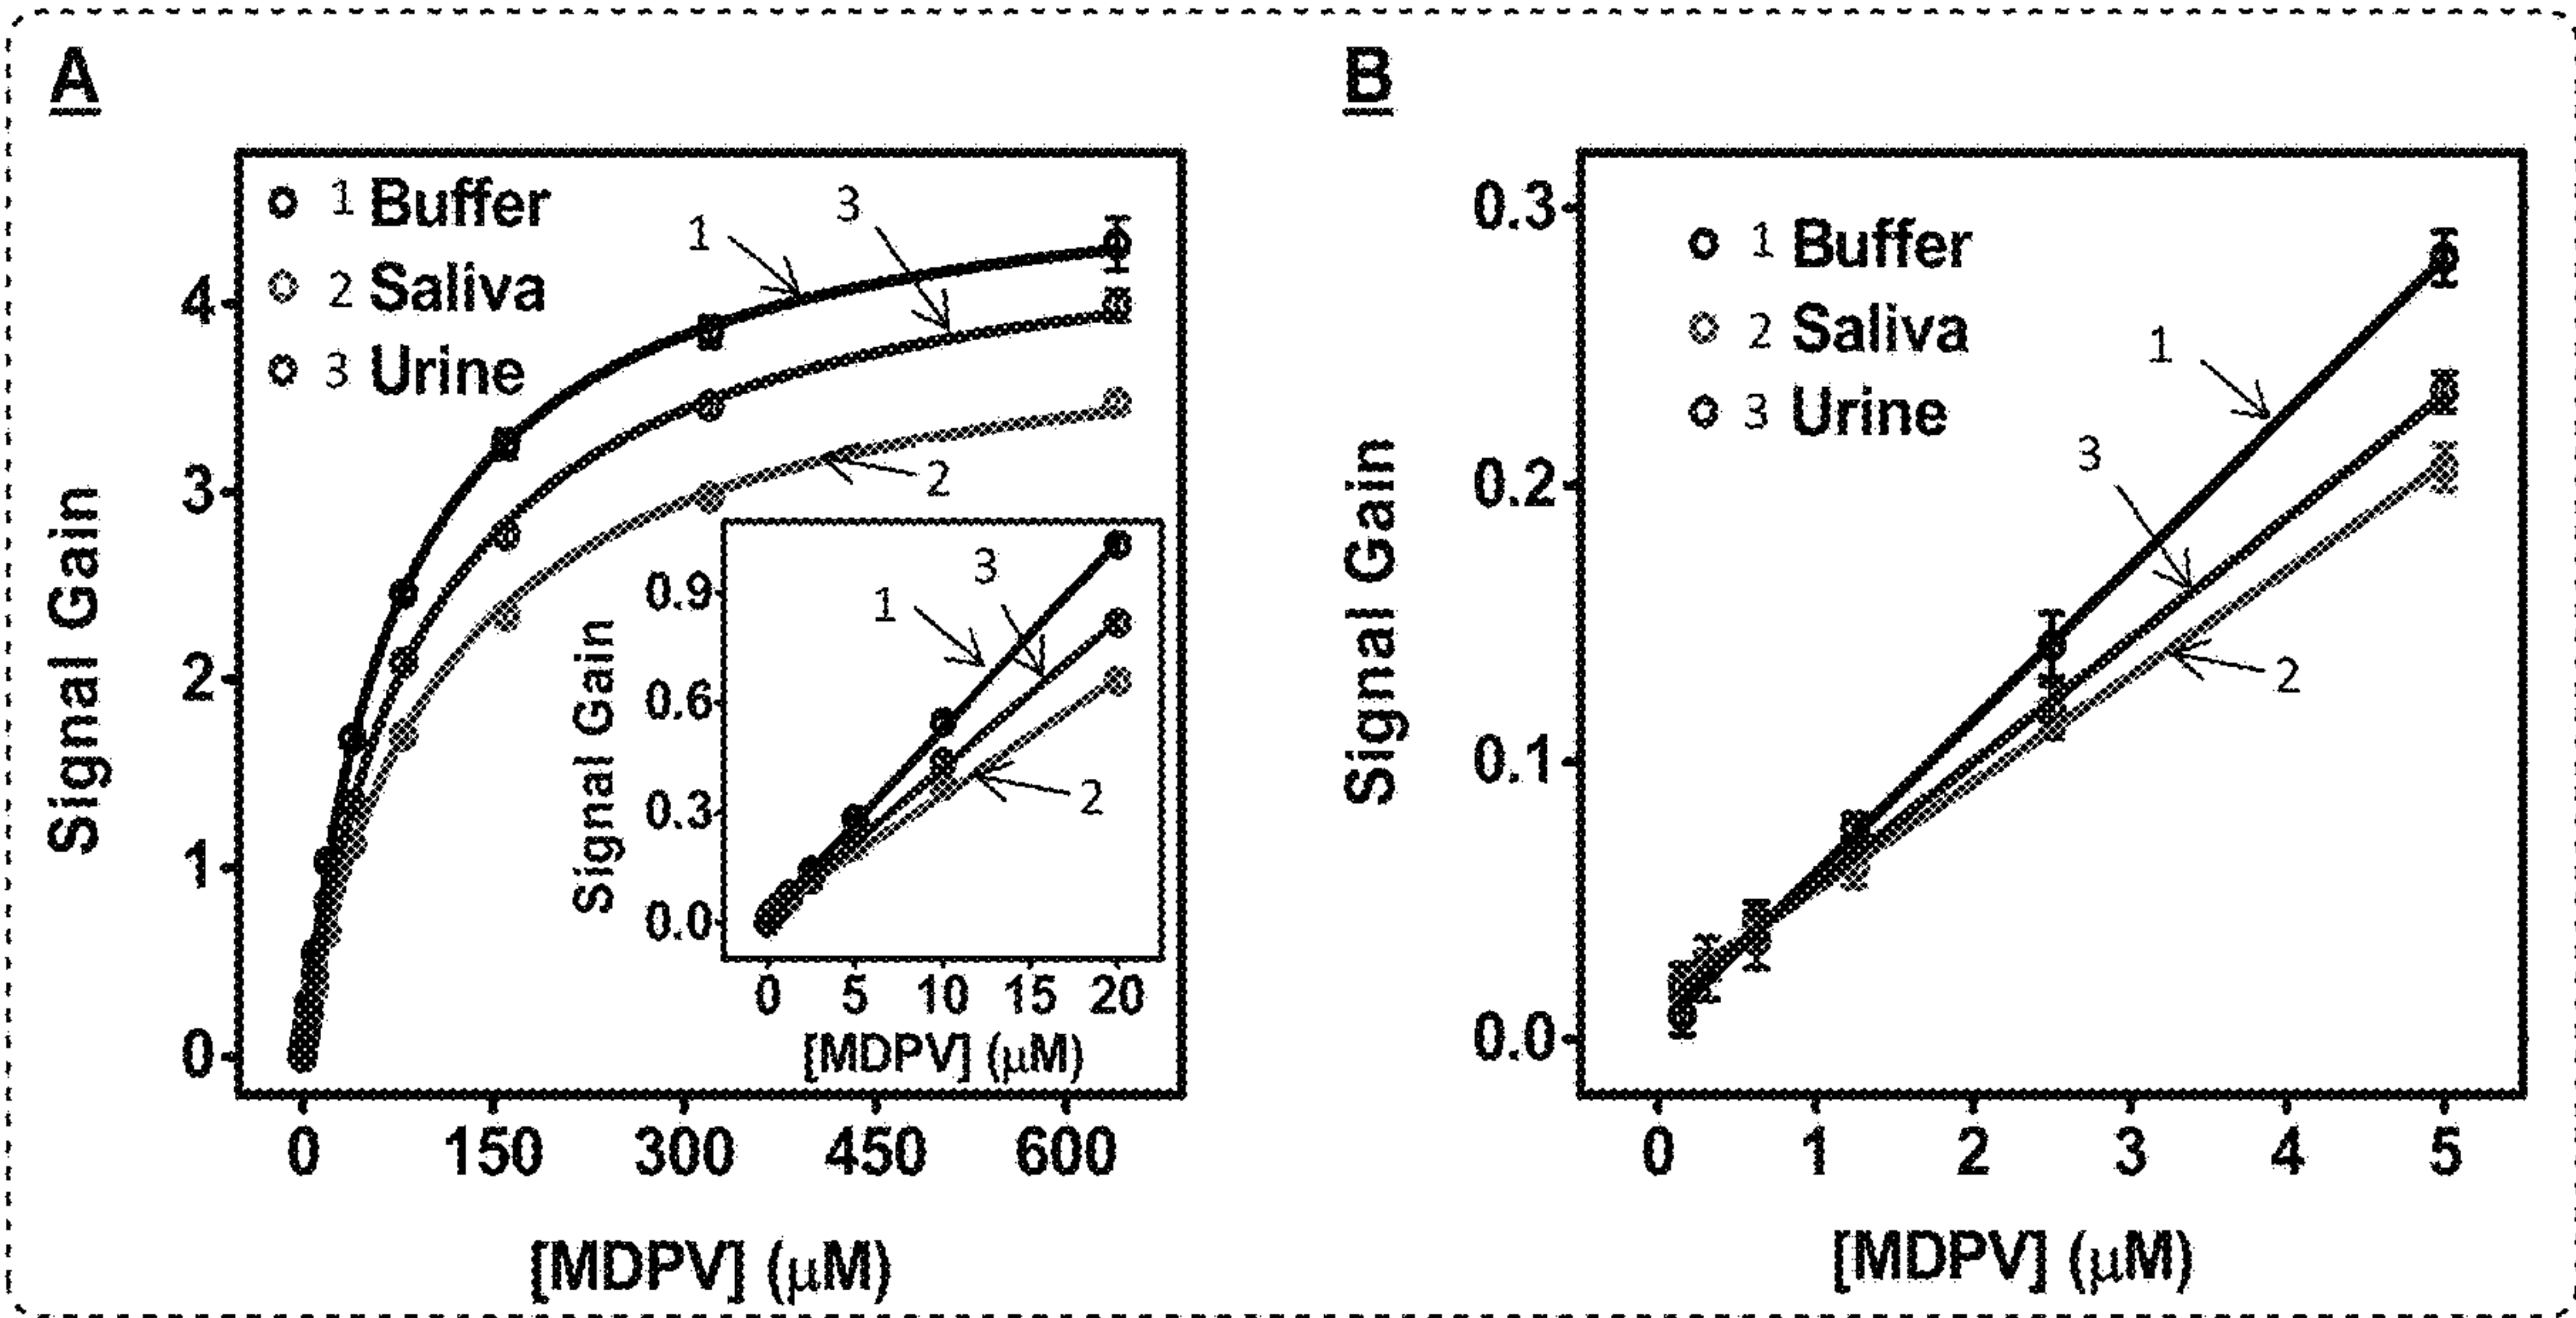 A
1 Buffer
2 Saliva
3 Urine
1
3
2
Signal Gain
4
3
2
1
0
0 150 300 450 600
[MDPV] (μM)
1
3
2
Signal Gain
0.9
0.6
0.3
0.0
0 5 10 15 20
[MDPV] (μM)
B
1 Buffer
2 Saliva
3 Urine
1
3
2
Signal Gain
0.3
0.2
0.1
0.0
0 1 2 3 4 5
[MDPV] (μM)